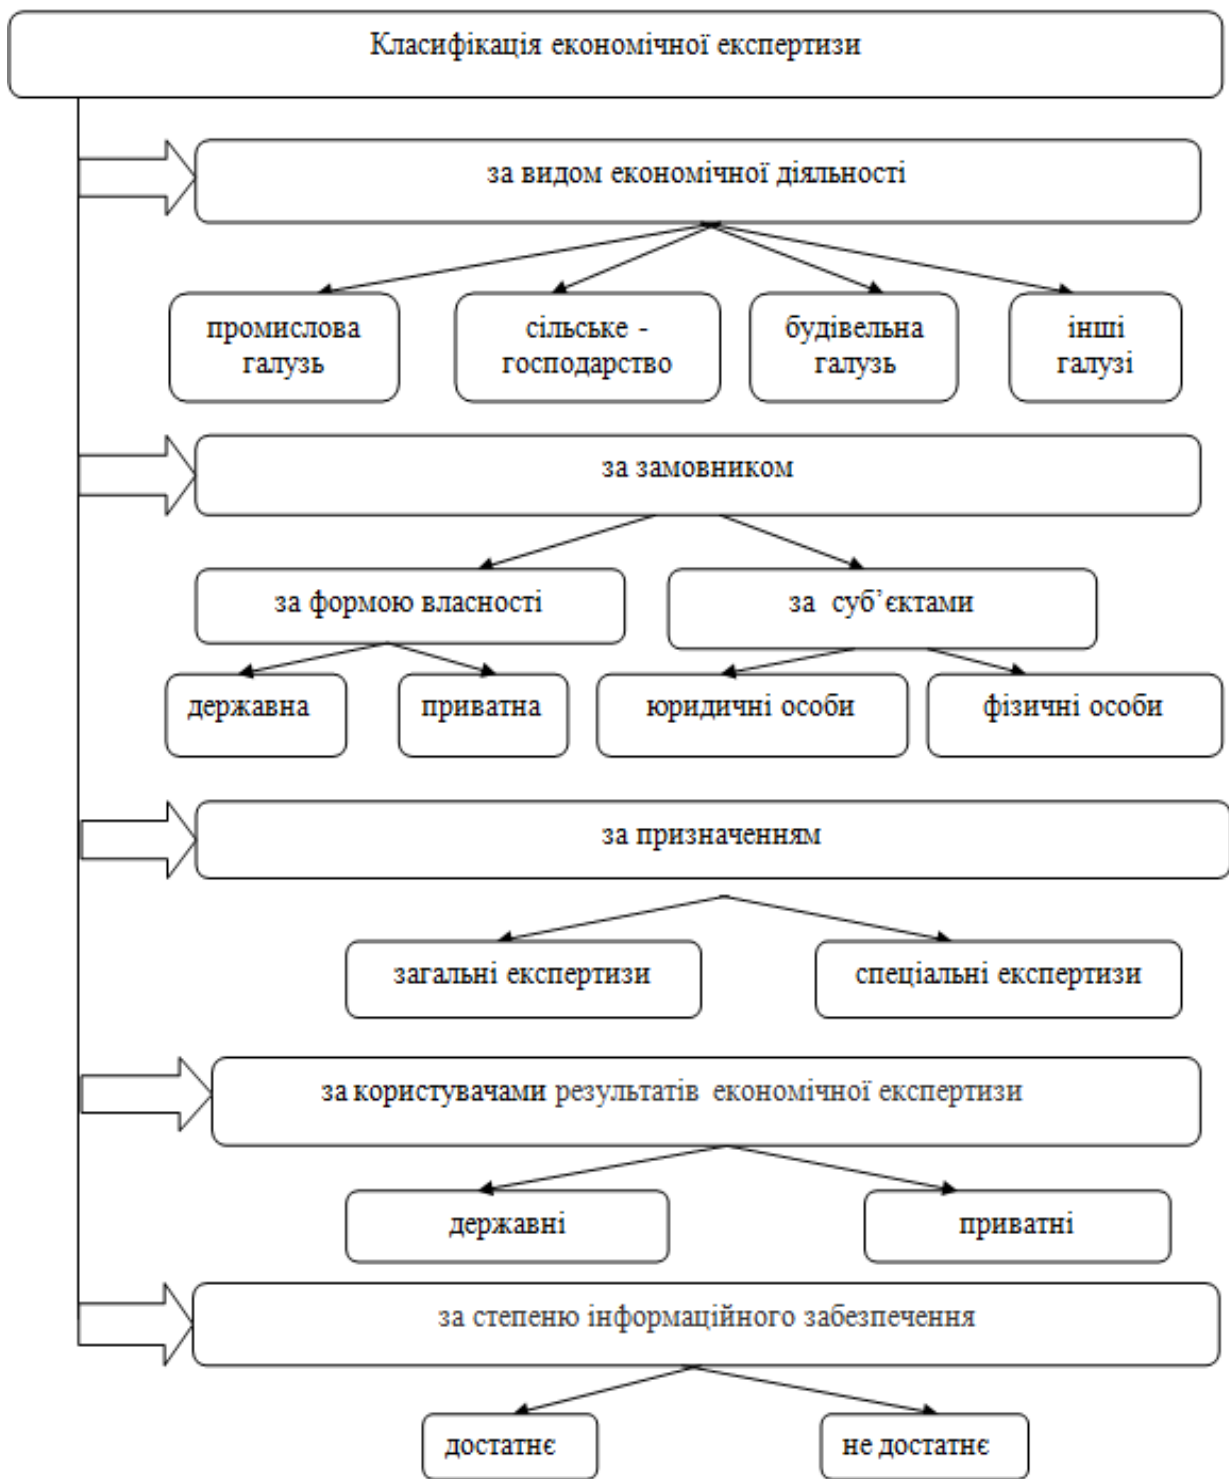 Класифікація економічної експертизи
за видом економічної діяльності
промислова
галузь
сільське -
господарство
будівельна
галузь
інші
галузі
за замовником
за формою власності
за суб’єктами
державна
приватна
юридичні особи
фізичні особи
за призначенням
загальні експертизи
спеціальні експертизи
за користувачами результатів економічної експертизи
державні
приватні
за степеню інформаційного забезпечення
достатнє
не достатнє